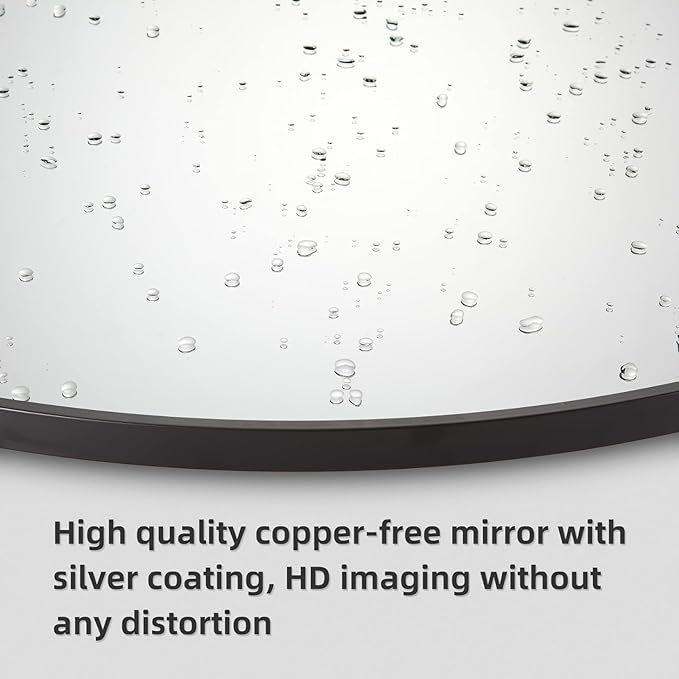 High quality copper-free mirror with
silver coating, HD imaging without
any distortion